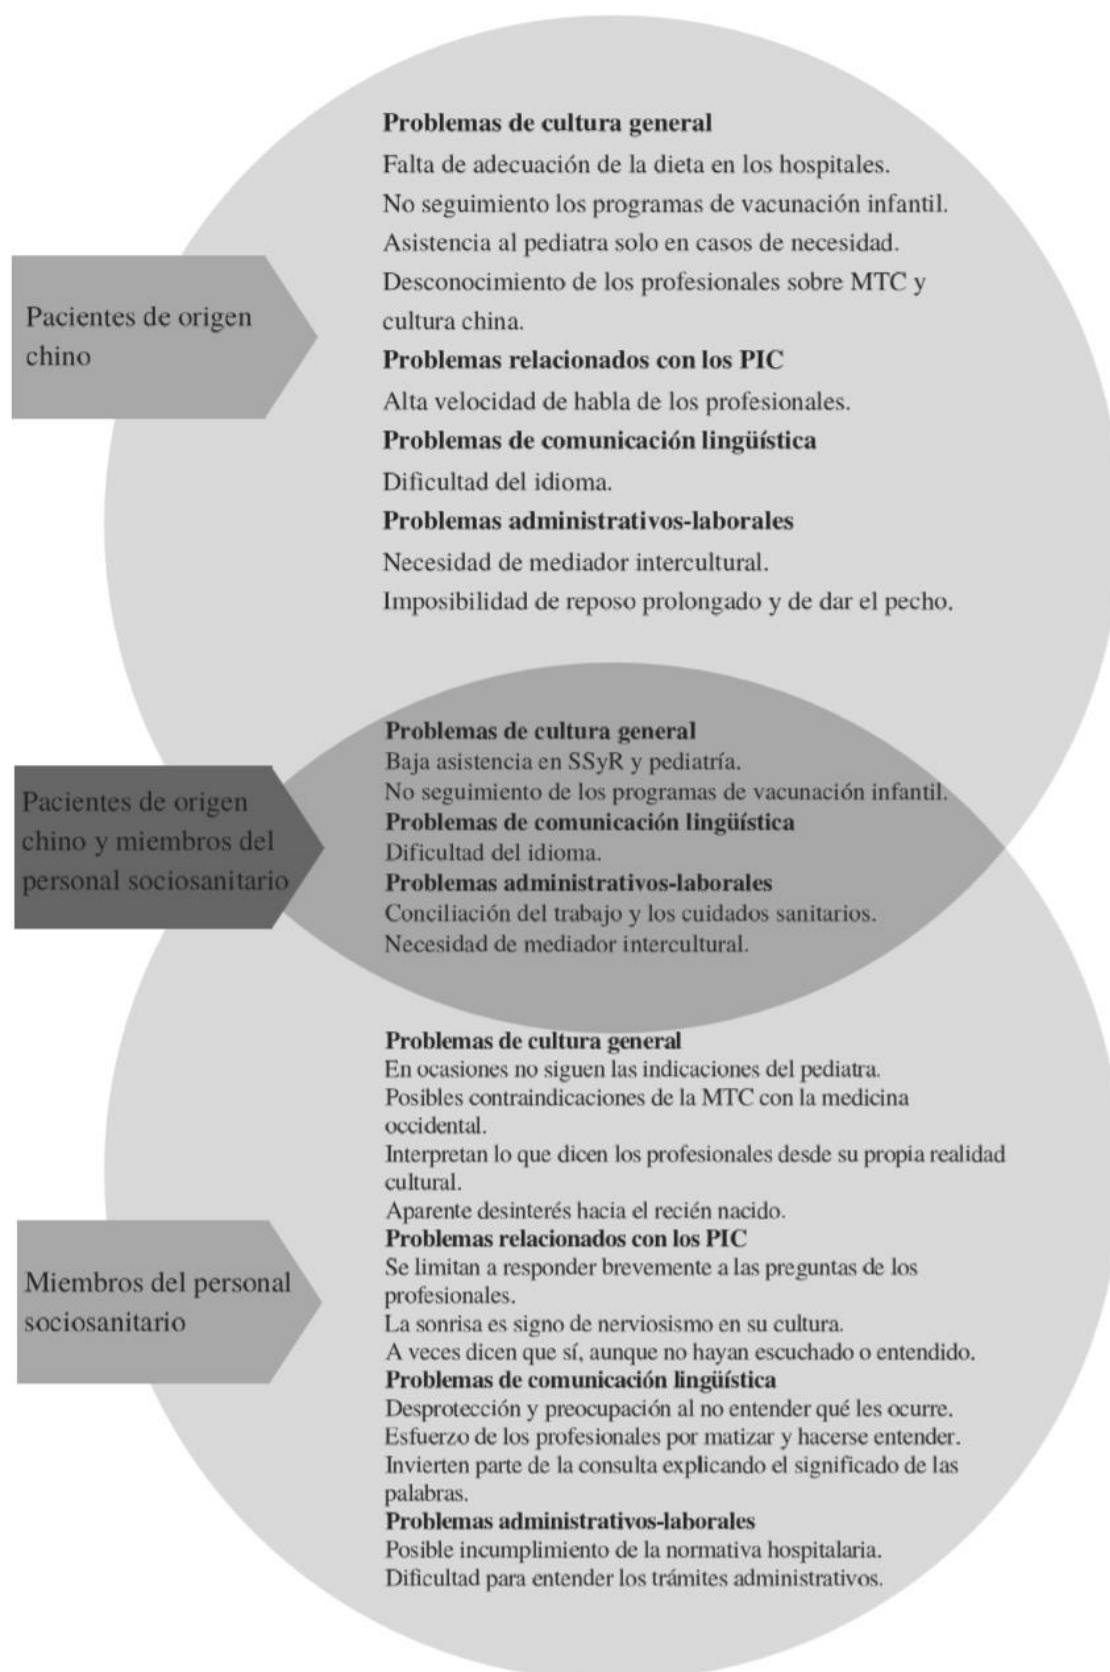 Problemas de cultura general
Falta de adecuación de la dieta en los hospitales.
No seguimiento los programas de vacunación infantil.
Asistencia al pediatra solo en casos de necesidad.
Desconocimiento de los profesionales sobre MTC y
cultura china.
Problemas relacionados con los PIC
Alta velocidad de habla de los profesionales.
Problemas de comunicación lingüística
Dificultad del idioma.
Problemas administrativos-laborales
Necesidad de mediador intercultural.
Imposibilidad de reposo prolongado y de dar el pecho.
Pacientes de origen
chino
Problemas de cultura general
Baja asistencia en SSyR y pediatría.
No seguimiento de los programas de vacunación infantil.
Problemas de comunicación lingüística
Dificultad del idioma.
Problemas administrativos-laborales
Conciliación del trabajo y los cuidados sanitarios.
Necesidad de mediador intercultural.
Pacientes de origen
chino y miembros del
personal sociosanitario
Problemas de cultura general
En ocasiones no siguen las indicaciones del pediatra.
Posibles contraindicaciones de la MTC con la medicina
occidental.
Interpretan lo que dicen los profesionales desde su propia realidad
cultural.
Aparente desinterés hacia el recién nacido.
Problemas relacionados con los PIC
Se limitan a responder brevemente a las preguntas de los
profesionales.
La sonrisa es signo de nerviosismo en su cultura.
A veces dicen que sí, aunque no hayan escuchado o entendido.
Problemas de comunicación lingüística
Desprotección y preocupación al no entender qué les ocurre.
Esfuerzo de los profesionales por matizar y hacerse entender.
Invierten parte de la consulta explicando el significado de las
palabras.
Problemas administrativos-laborales
Posible incumplimiento de la normativa hospitalaria.
Dificultad para entender los trámites administrativos.
Miembros del personal
sociosanitario